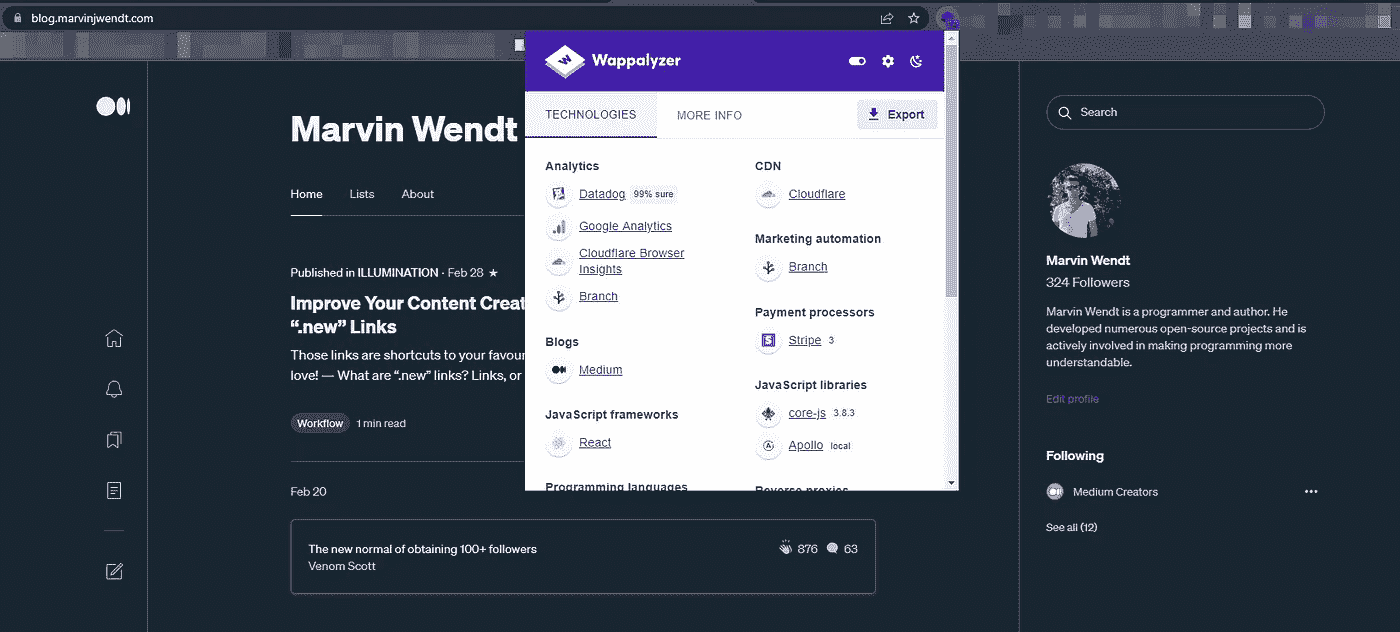 blog.marvinjwendt.com
Wappalyzer
TECHNOLOGIES
MORE INFO
Export
Analytics
Datadog 99% sure
Google Analytics
Cloudflare Browser
Insights
Branch
Blogs
Medium
JavaScript frameworks
React
Programming languages
CDN
Cloudflare
Marketing automation
Branch
Payment processors
Stripe 3
JavaScript libraries
core-js 3.8.3
Apollo local
Reverse proxies
Marvin Wendt
Home Lists About
Published in ILLUMINATION · Feb 28 ★
Improve Your Content Creat
“.new” Links
Those links are shortcuts to your favour
love! — What are “.new” links? Links, or
Workflow 1 min read
Feb 20
The new normal of obtaining 100+ followers
Venom Scott
876 63
Search
Marvin Wendt
324 Followers
Marvin Wendt is a programmer and author. He
developed numerous open-source projects and is
actively involved in making programming more
understandable.
Edit profile
Following
Medium Creators
See all (12)